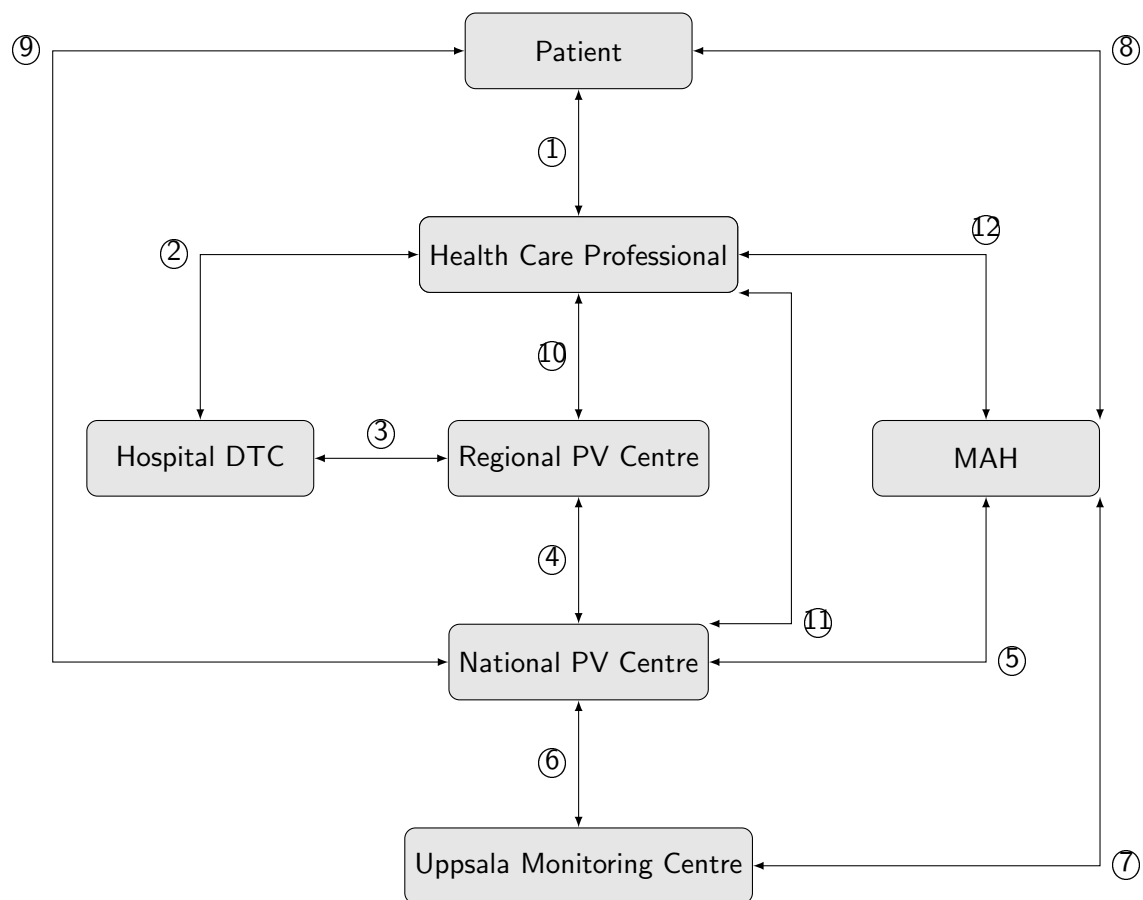 9
Patient
8
1
12
2
Health Care Professional
10
3
Hospital DTC
Regional PV Centre
MAH
4
11
National PV Centre
5
6
Uppsala Monitoring Centre
7